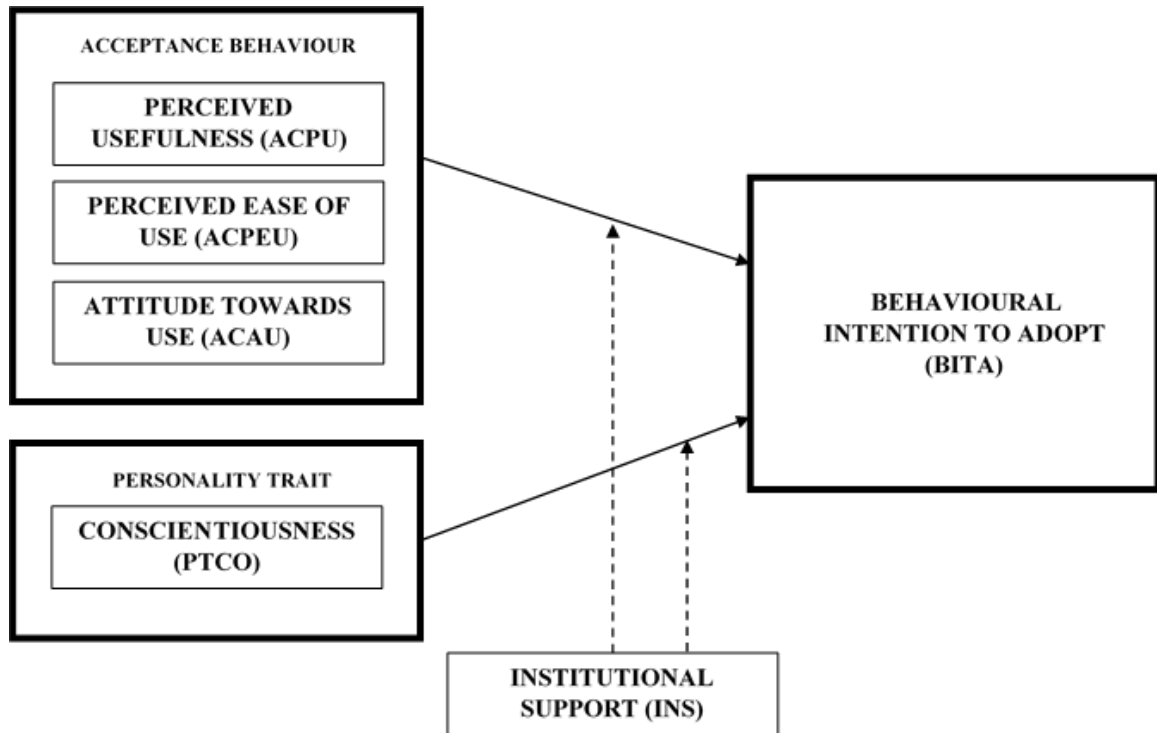 ACCEPTANCE BEHAVIOUR
PERCEIVED
USEFULNESS (ACPU)
PERCEIVED EASE OF
USE (ACPEU)
ATTITUDE TOWARDS
USE (ACAU)
PERSONALITY TRAIT
CONSCIENTIOUSNESS
(PTCO)
BEHAVIOURAL
INTENTION TO ADOPT
(BITA)
INSTITUTIONAL
SUPPORT (INS)